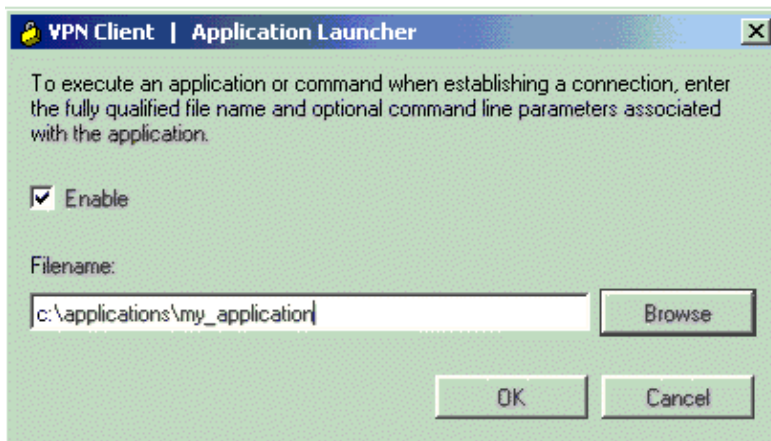 VPN Client | Application Launcher
To execute an application or command when establishing a connection, enter
the fully qualified file name and optional command line parameters associated
with the application.
Enable
Filename:
c:\applications\my_application
Browse
OK
Cancel